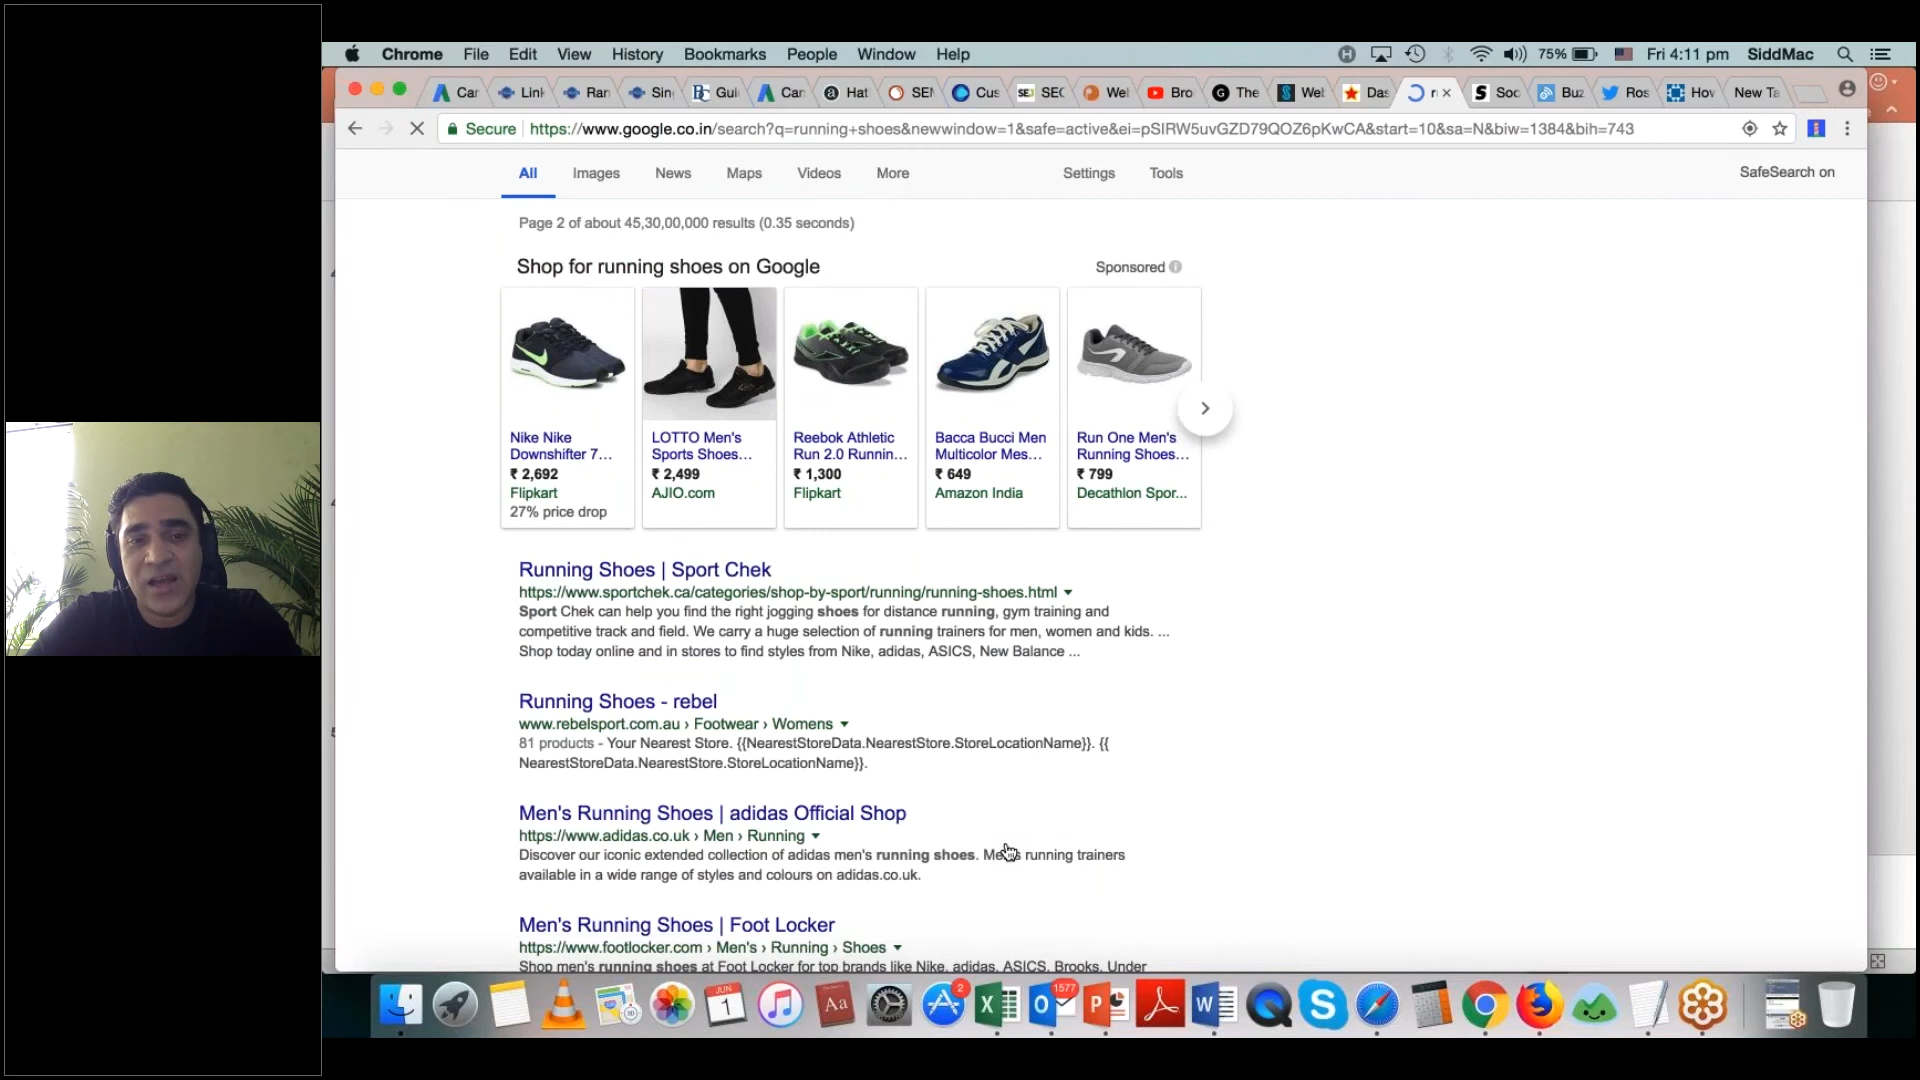 Chrome File Edit View History Bookmarks People Window Help 75% Fri 4:11 pm SiddMac
Car Link Ran Sin Gui Car Hat SEM Cus SEJ SEC Wel Bro The Wel Das r Soc Buz Ros Hov New Ta
Secure https://www.google.co.in/search?q=running+shoes&newwindow=1&safe=active&ei=pSIRW5uvGZD79QOZ6pKwCA&start=10&sa=N&biw=1384&bih=743
All Images News Maps Videos More Settings Tools SafeSearch on
Page 2 of about 45,30,00,000 results (0.35 seconds)
Shop for running shoes on Google Sponsored
Nike Nike
Downshifter 7...
₹ 2,692
Flipkart
27% price drop
LOTTO Men's
Sports Shoes...
₹ 2,499
AJIO.com
Reebok Athletic
Run 2.0 Runnin...
₹ 1,300
Flipkart
Bacca Bucci Men
Multicolor Mes...
₹ 649
Amazon India
Run One Men's
Running Shoes...
₹ 799
Decathlon Spor...
Running Shoes | Sport Chek
https://www.sportchek.ca/categories/shop-by-sport/running/running-shoes.html
Sport Chek can help you find the right jogging shoes for distance running, gym training and
competitive track and field. We carry a huge selection of running trainers for men, women and kids. ...
Shop today online and in stores to find styles from Nike, adidas, ASICS, New Balance ...
Running Shoes - rebel
www.rebelsport.com.au › Footwear › Womens
81 products - Your Nearest Store. {{NearestStoreData.NearestStore.StoreLocationName}}. {{
NearestStoreData.NearestStore.StoreLocationName}}.
Men's Running Shoes | adidas Official Shop
https://www.adidas.co.uk › Men › Running
Discover our iconic extended collection of adidas men's running shoes. Men's running trainers
available in a wide range of styles and colours on adidas.co.uk.
Men's Running Shoes | Foot Locker
https://www.footlocker.com › Men's › Running › Shoes
Shop men's running shoes at Foot Locker for top brands like Nike, adidas, ASICS, Brooks, Under
JUN
1
Aa
2
1577